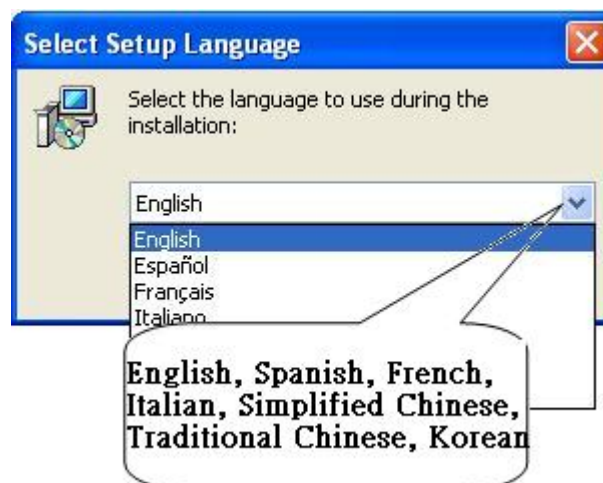 Select Setup Language
Select the language to use during the
installation:
English
English
Español
Français
Italiano
English, Spanish, French,
Italian, Simplified Chinese,
Traditional Chinese, Korean